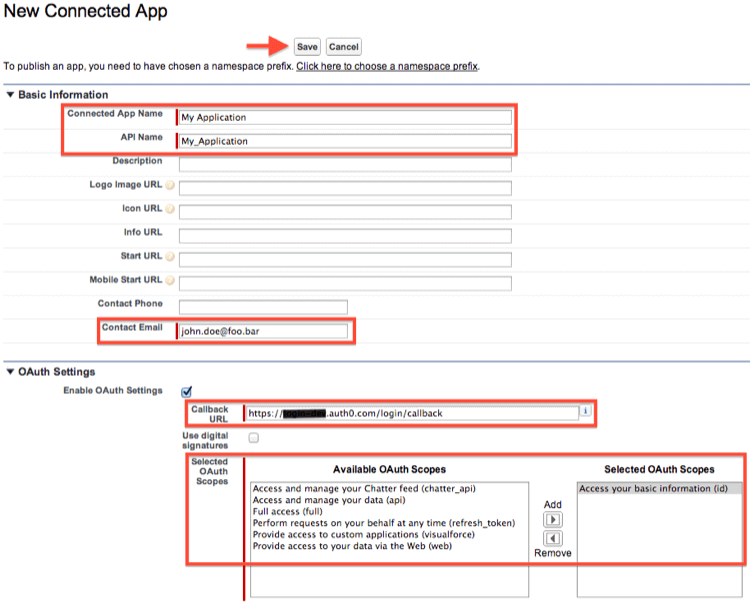 New Connected App
Save Cancel
To publish an app, you need to have chosen a namespace prefix. Click here to choose a namespace prefix.
Basic Information
Connected App Name My Application
API Name My_Application
Description
Logo Image URL
Icon URL
Info URL
Start URL
Mobile Start URL
Contact Phone
Contact Email john.doe@foo.bar
OAuth Settings
Enable OAuth Settings
Callback URL https:// .auth0.com/login/callback
Use digital signatures
Selected OAuth Scopes
Available OAuth Scopes
Access and manage your Chatter feed (chatter_api)
Access and manage your data (api)
Full access (full)
Perform requests on your behalf at any time (refresh_token)
Provide access to custom applications (visualforce)
Provide access to your data via the Web (web)
Add
Remove
Selected OAuth Scopes
Access your basic information (id)